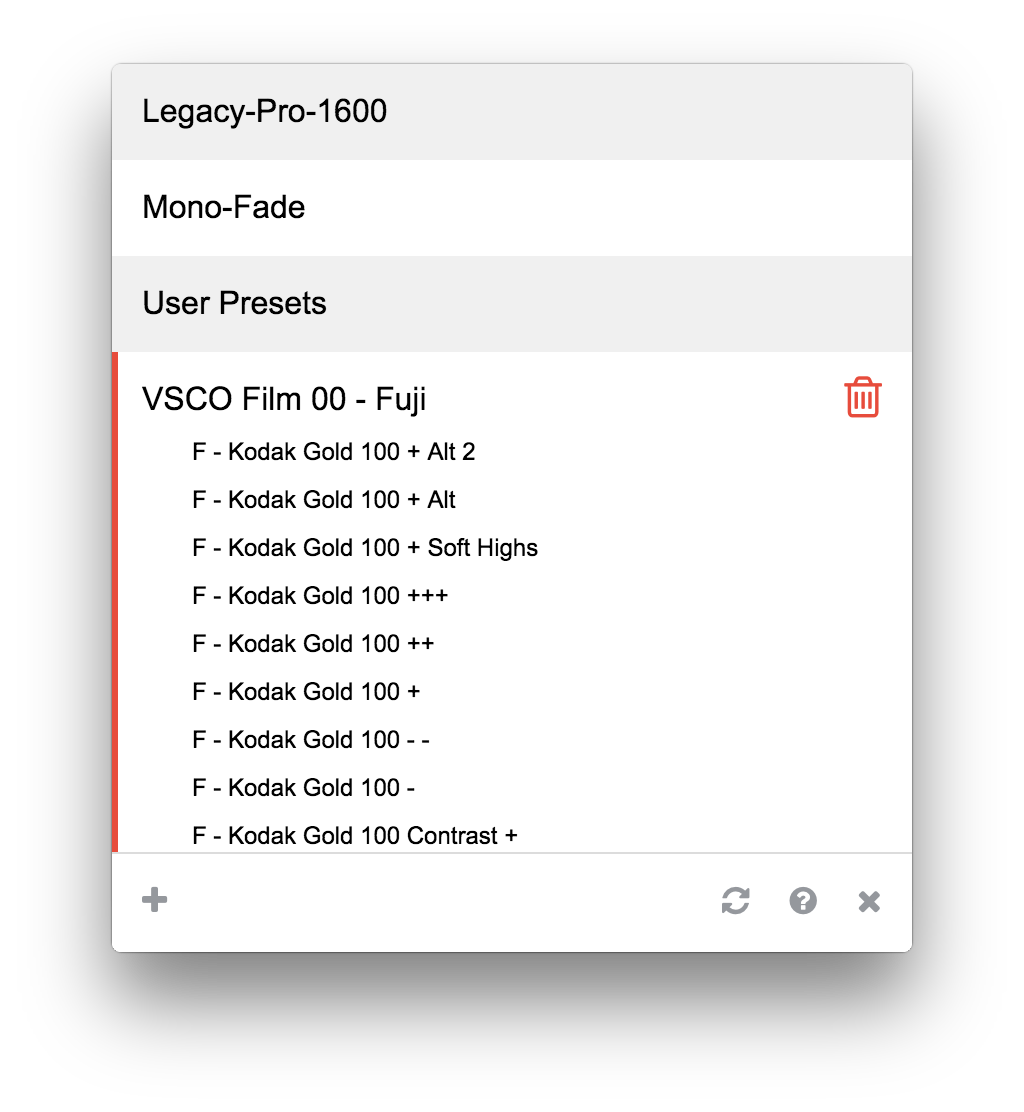 Legacy-Pro-1600
Mono-Fade
User Presets
VSCO Film 00 - Fuji
F - Kodak Gold 100 + Alt 2
F - Kodak Gold 100 + Alt
F - Kodak Gold 100 + Soft Highs
F - Kodak Gold 100 +++
F - Kodak Gold 100 ++
F - Kodak Gold 100 +
F - Kodak Gold 100 - -
F - Kodak Gold 100 -
F - Kodak Gold 100 Contrast +